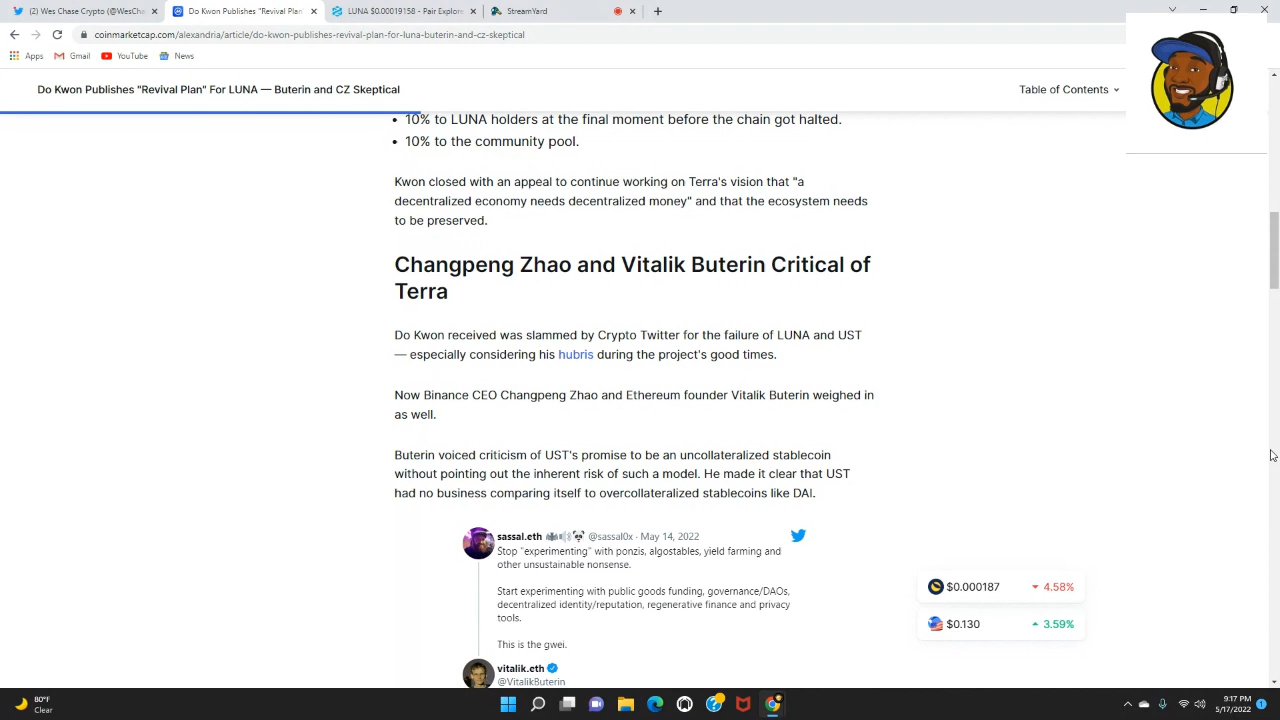 (2) Wes Chase Crypto (@WesCha
Do Kwon Publishes "Revival Plan"
LUNA $0.00019158 - Pair Explorer
StreamYard
coinmarketcap.com/alexandria/article/do-kwon-publishes-revival-plan-for-luna-buterin-and-cz-skeptical
Apps
Gmail
YouTube
News
Do Kwon Publishes "Revival Plan" For LUNA — Buterin and CZ Skeptical
Table of Contents
• 10% to LUNA holders at the final moment before the chain got halted.
• 10% to the community pool.
Kwon closed with an appeal to continue working on Terra's vision that "a
decentralized economy needs decentralized money" and that the ecosystem needs
to be preserved.
Changpeng Zhao and Vitalik Buterin Critical of
Terra
Do Kwon received was slammed by Crypto Twitter for the failure of LUNA and UST
— especially considering his hubris during the project's good times.
Now Binance CEO Changpeng Zhao and Ethereum founder Vitalik Buterin weighed in
as well.
Buterin voiced criticism of UST's promise to be an uncollateralized stablecoin
without pointing out the inherent risk of such a model. He made it clear that UST
had no business comparing itself to overcollateralized stablecoins like DAI.
sassal.eth 🦇🔊🐼 @sassal0x · May 14, 2022
Stop "experimenting" with ponzis, algostables, yield farming and
other unsustainable nonsense.
Start experimenting with public goods funding, governance/DAOs,
decentralized identity/reputation, regenerative finance and privacy
tools.
This is the gwei.
vitalik.eth
@VitalikButerin
$0.000187 4.58%
$0.130 3.59%
80°F
Clear
9:17 PM
5/17/2022
1